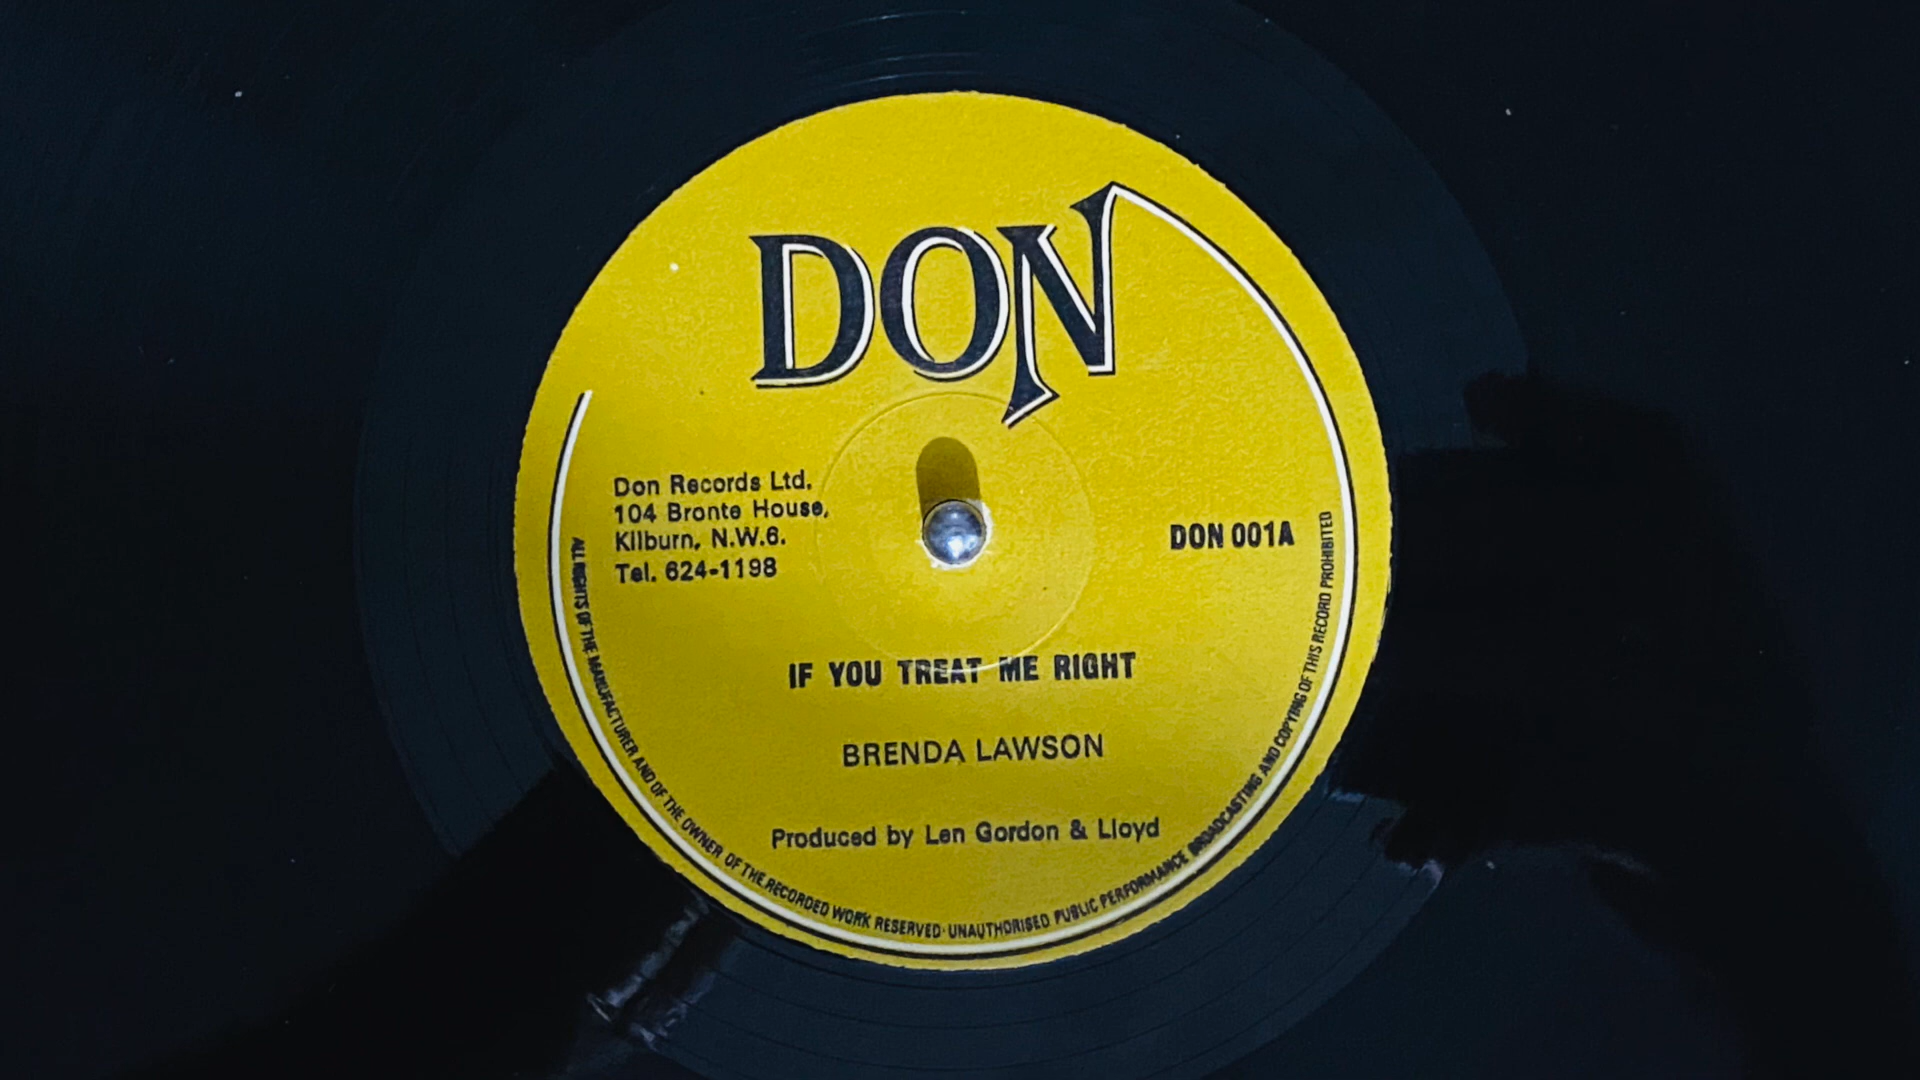 DON
Don Records Ltd.
104 Bronte House,
Kilburn, N.W.6.
Tel. 624-1198
DON 001A
IF YOU TREAT ME RIGHT
BRENDA LAWSON
Produced by Len Gordon & Lloyd
ALL RIGHTS OF THE MANUFACTURER AND OF THE OWNER OF THE RECORDED WORK RESERVED· UNAUTHORISED PUBLIC PERFORMANCE BROADCASTING AND COPYING OF THIS RECORD PROHIBITED